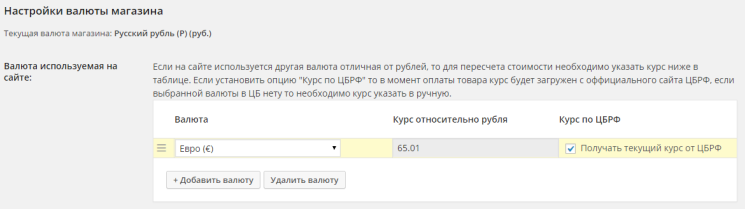 Настройки валюты магазина
Текущая валюта магазина: Русский рубль (Р) (руб.)
Валюта используемая на сайте:
Если на сайте используется другая валюта отличная от рублей, то для пересчета стоимости необходимо указать курс ниже в
таблице. Если установить опцию "Курс по ЦБРФ" то в момент оплаты товара курс будет загружен с оффициального сайта ЦБРФ, если
выбранной валюты в ЦБ нету то необходимо курс указать в ручную.
Валюта Курс относительно рубля Курс по ЦБРФ
Евро (€) 65.01 Получать текущий курс от ЦБРФ
+ Добавить валюту Удалить валюту